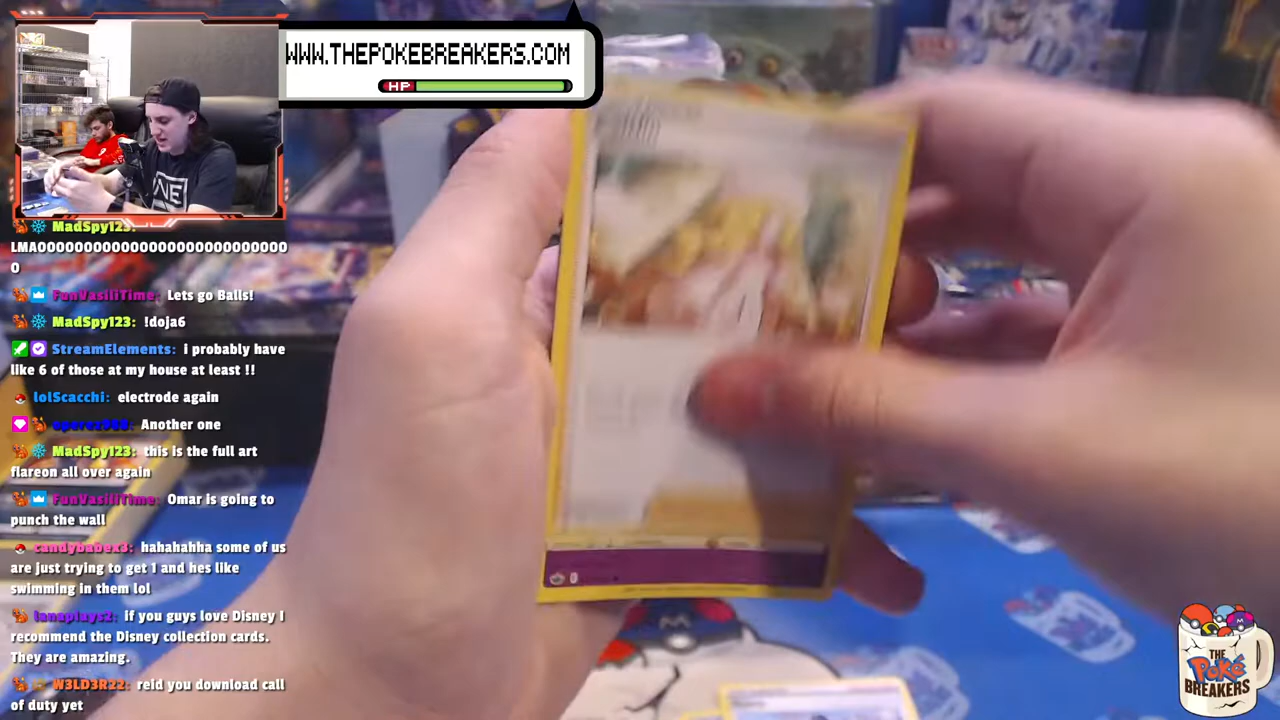 WWW.THEPOKEBREAKERS.COM
HP
MadSpy123:
LMAOOOOOOOOOOOOOOOOOOOOOOOOO
O
FunVasiliTime: Lets go Balls!
MadSpy123: !doja6
StreamElements: i probably have
like 6 of those at my house at least !!
lolScacchi: electrode again
Another one
MadSpy123: this is the full art
flareon all over again
FunVasiliTime: Omar is going to
punch the wall
candybabex3: hahahahha some of us
are just trying to get 1 and hes like
swimming in them lol
lanaplays2: if you guys love Disney I
recommend the Disney collection cards.
They are amazing.
W3LD3R22: reid you download call
of duty yet
THE
Poké
BREAKERS